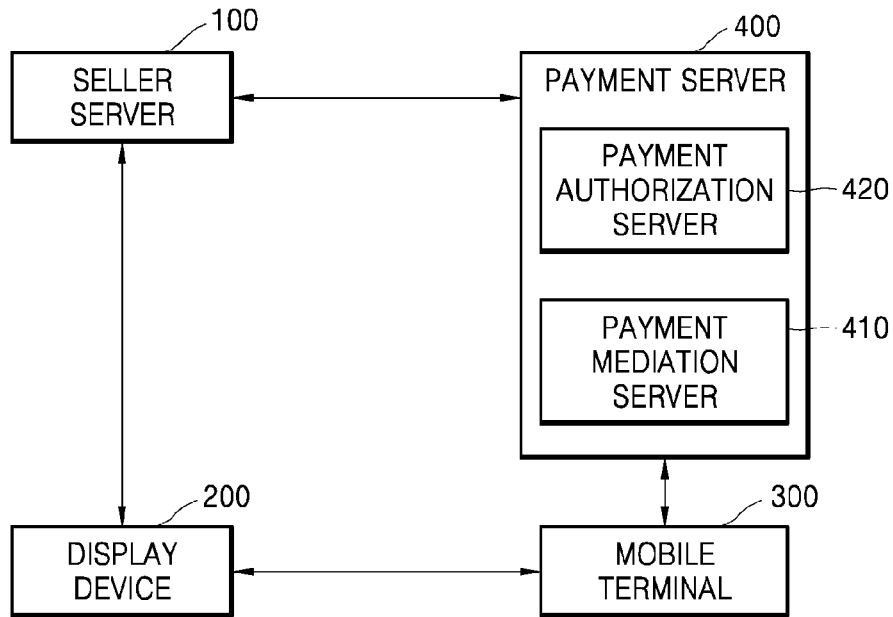 100
SELLER
SERVER
400
PAYMENT SERVER
PAYMENT
AUTHORIZATION
SERVER
420
PAYMENT
MEDIATION
SERVER
410
200
DISPLAY
DEVICE
300
MOBILE
TERMINAL